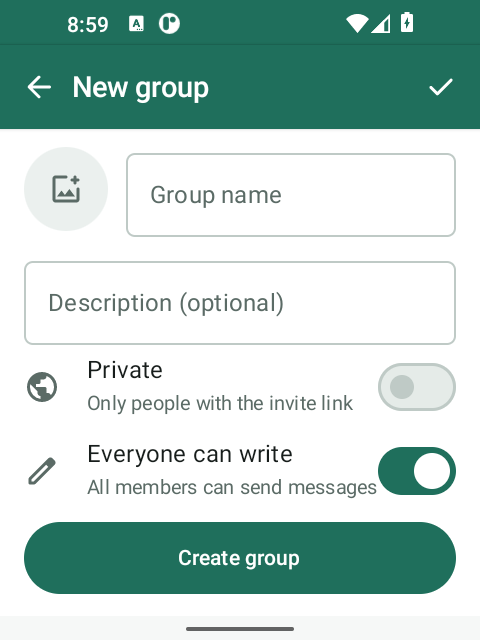 8:59
New group
Group name
Description (optional)
Private
Only people with the invite link
Everyone can write
All members can send messages
Create group